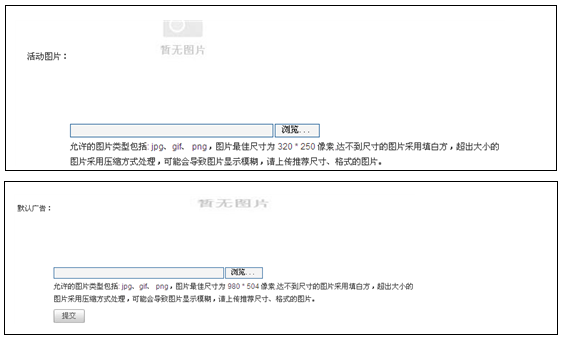 暂无图片
活动图片：
浏览...
允许的图片类型包括: jpg、gif、 png，图片最佳尺寸为 320 * 250 像素,达不到尺寸的图片采用填白方，超出大小的
图片采用压缩方式处理，可能会导致图片显示模糊，请上传推荐尺寸、格式的图片。
暂无图片
默认广告：
浏览...
允许的图片类型包括: jpg、gif、 png，图片最佳尺寸为 980 * 504 像素,达不到尺寸的图片采用填白方，超出大小的
图片采用压缩方式处理，可能会导致图片显示模糊，请上传推荐尺寸、格式的图片。
提交